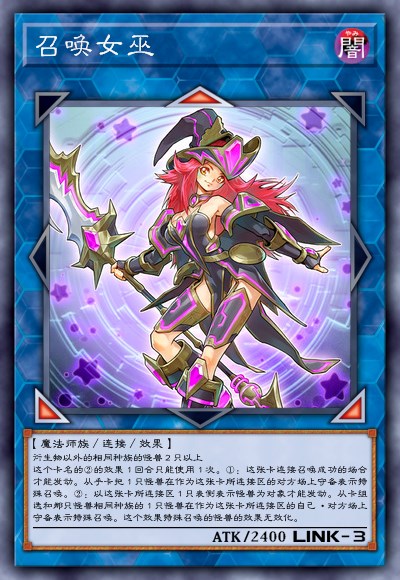 召唤女巫
やみ
闇
【魔法师族/连接/效果】
衍生物以外的相同种族的怪兽2只以上
这个卡名的②的效果1回合只能使用1次。①:这张卡连接召唤成功的场合
才能发动。从手卡把1只怪兽在作为这张卡所连接区的对方场上守备表示特
殊召唤。②:以这张卡所连接区1只表侧表示怪兽为对象才能发动。从卡组
选和那只怪兽相同种族的1只怪兽在作为这张卡所连接区的自己·对方场上
守备表示特殊召唤。这个效果特殊召唤的怪兽的效果无效化。
ATK/2400 LINK-3